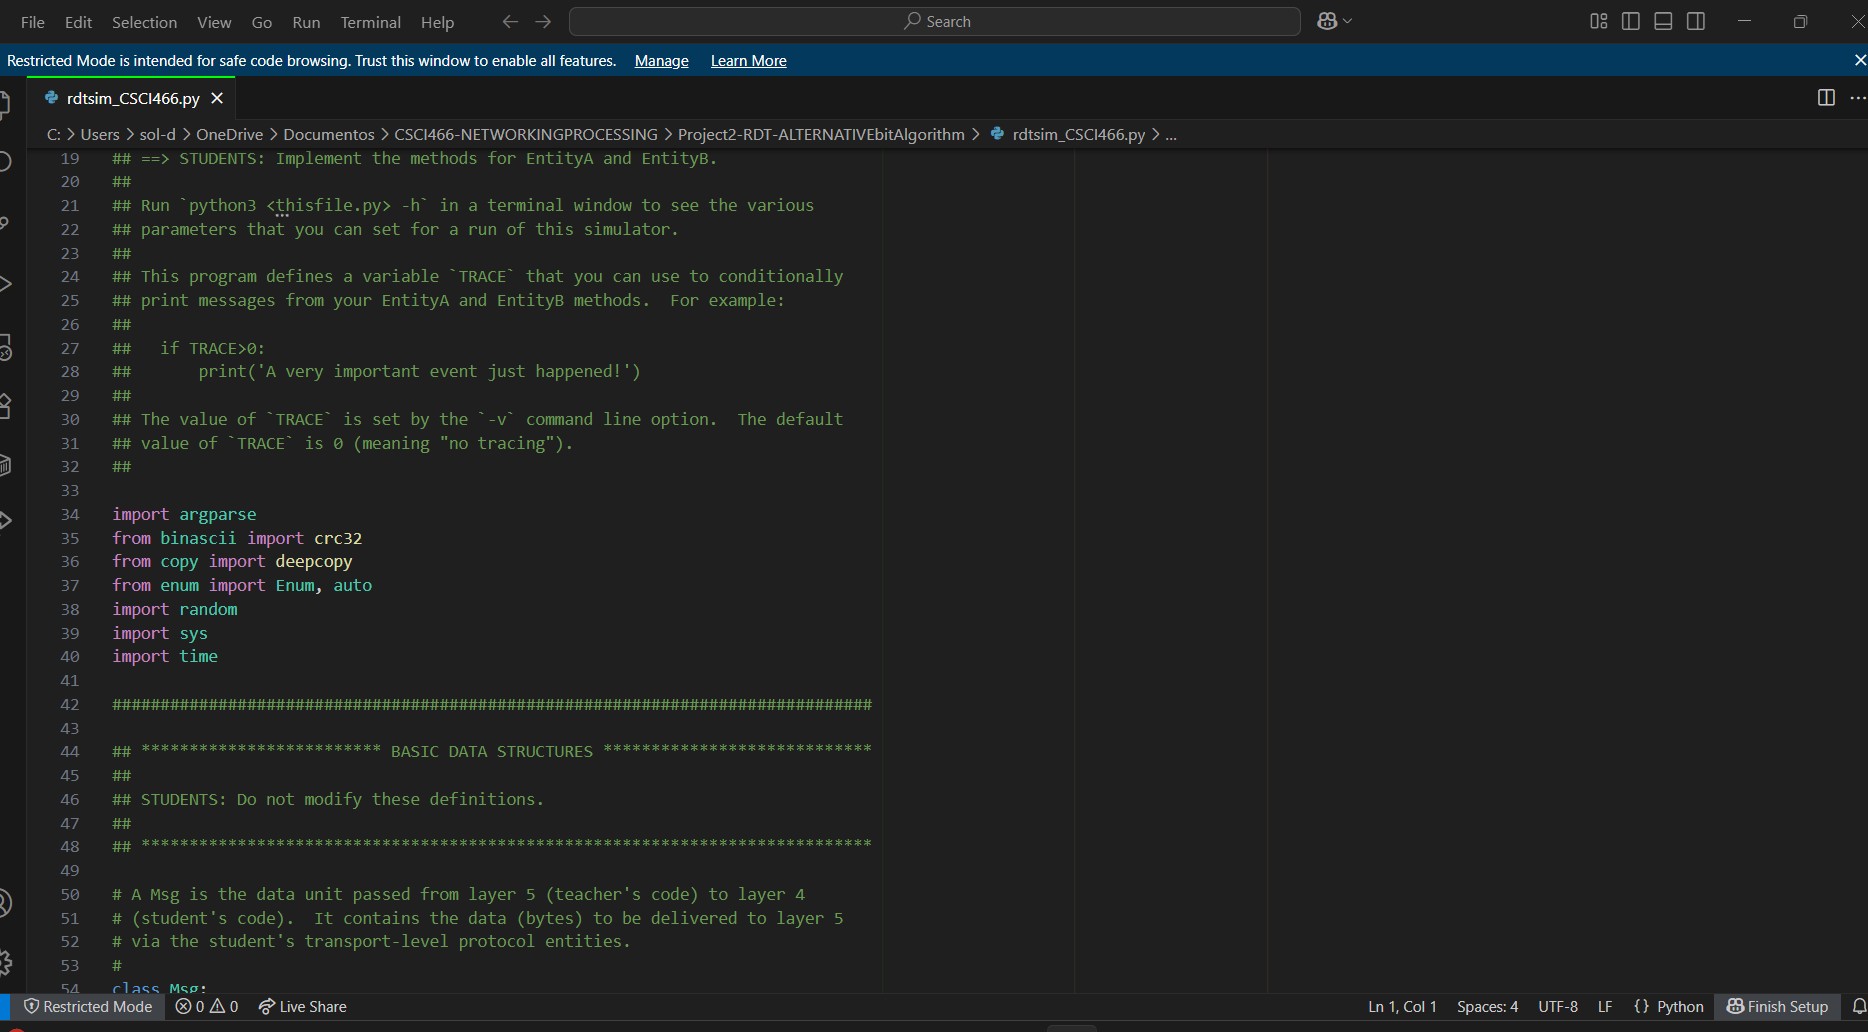 File Edit Selection View Go Run Terminal Help Search
Restricted Mode is intended for safe code browsing. Trust this window to enable all features. Manage Learn More
rdtsim_CSCI466.py
C: > Users > sol-d > OneDrive > Documentos > CSCI466-NETWORKINGPROCESSING > Project2-RDT-ALTERNATIVEbitAlgorithm > rdtsim_CSCI466.py > ...
19 ## ==> STUDENTS: Implement the methods for EntityA and EntityB.
20 ##
21 ## Run `python3 <thisfile.py> -h` in a terminal window to see the various
22 ## parameters that you can set for a run of this simulator.
23 ##
24 ## This program defines a variable `TRACE` that you can use to conditionally
25 ## print messages from your EntityA and EntityB methods.  For example:
26 ##
27 ##   if TRACE>0:
28 ##       print('A very important event just happened!')
29 ##
30 ## The value of `TRACE` is set by the `-v` command line option.  The default
31 ## value of `TRACE` is 0 (meaning "no tracing").
32 ##
33
34 import argparse
35 from binascii import crc32
36 from copy import deepcopy
37 from enum import Enum, auto
38 import random
39 import sys
40 import time
41
42 ###############################################################################
43
44 ## ************************* BASIC DATA STRUCTURES ****************************
45 ##
46 ## STUDENTS: Do not modify these definitions.
47 ##
48 ## ****************************************************************************
49
50 # A Msg is the data unit passed from layer 5 (teacher's code) to layer 4
51 # (student's code).  It contains the data (bytes) to be delivered to layer 5
52 # via the student's transport-level protocol entities.
53 #
54 class Msg:
Restricted Mode 0 0 Live Share Ln 1, Col 1 Spaces: 4 UTF-8 LF {} Python Finish Setup